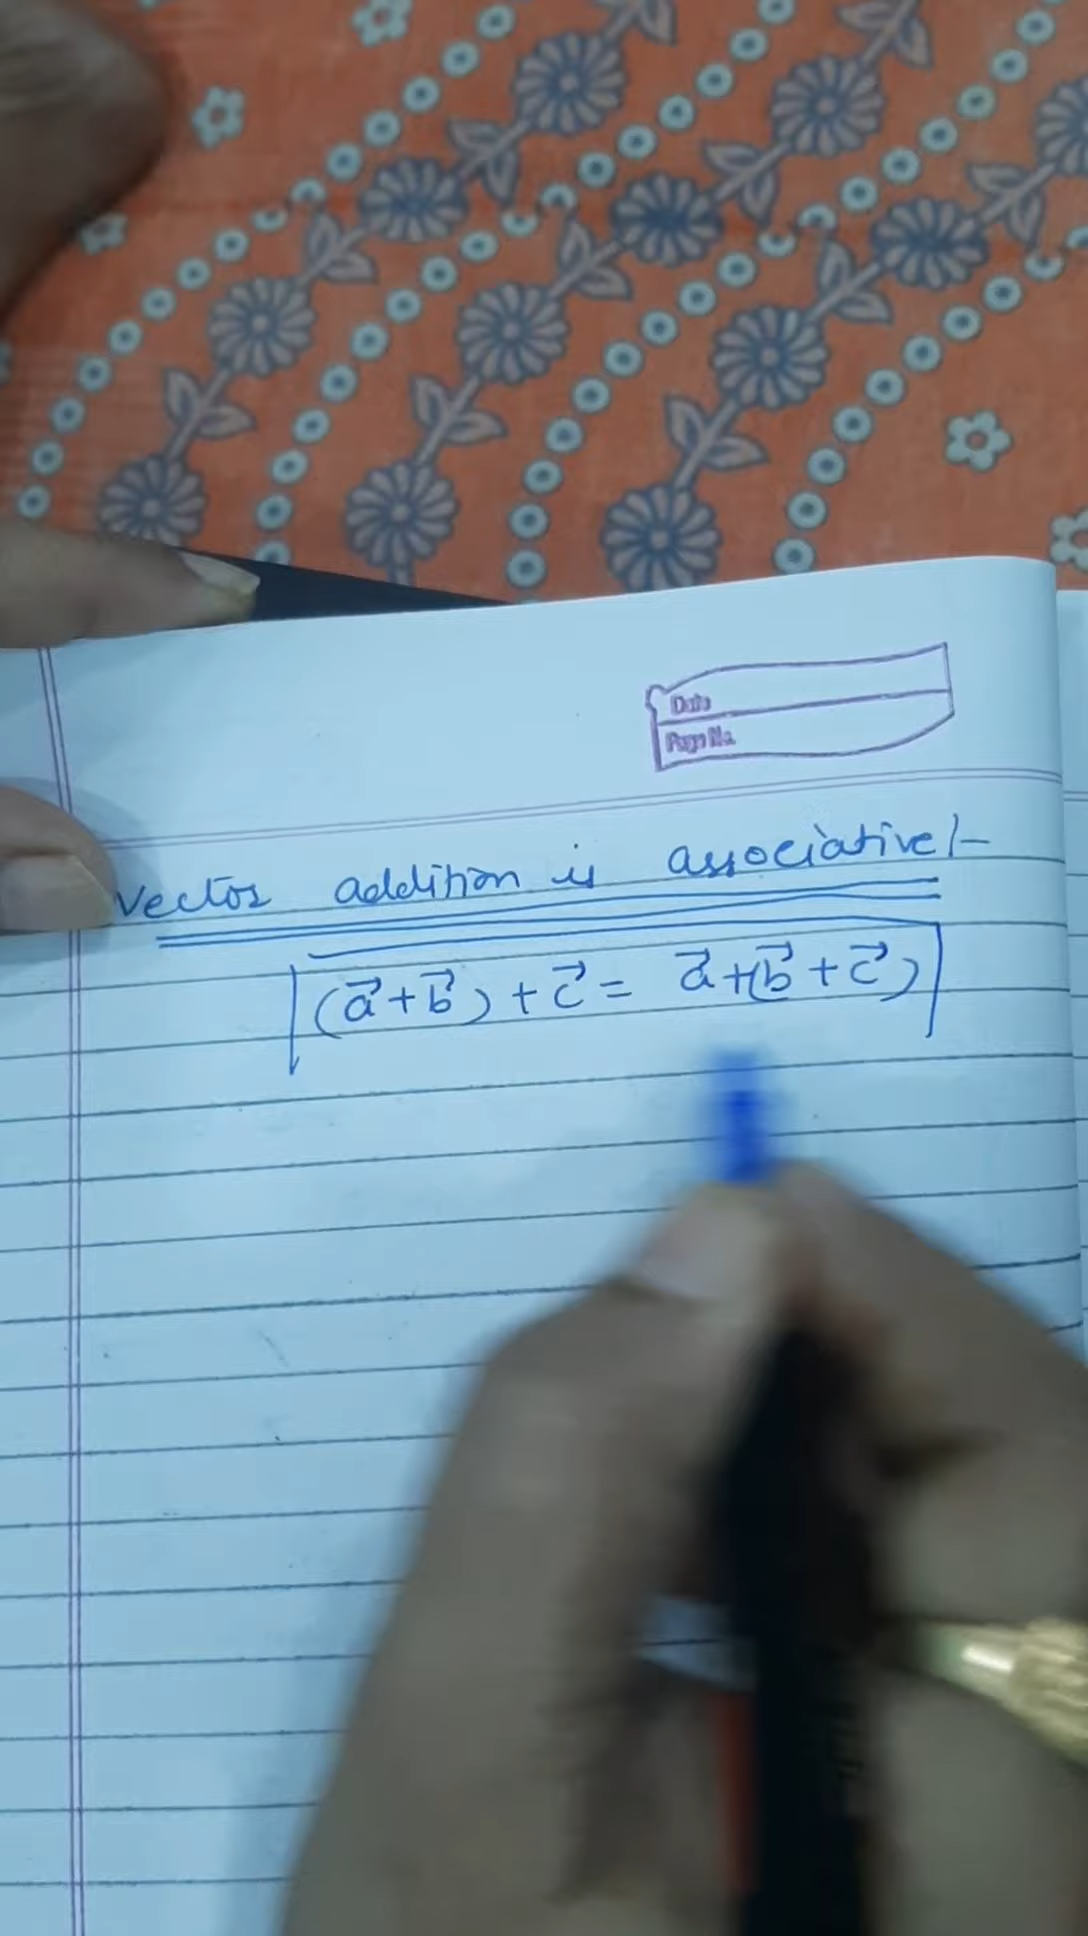 Date
Page No.
Vector addition is associative:-
(a⃗+b⃗)+c⃗ = a⃗+(b⃗+c⃗)